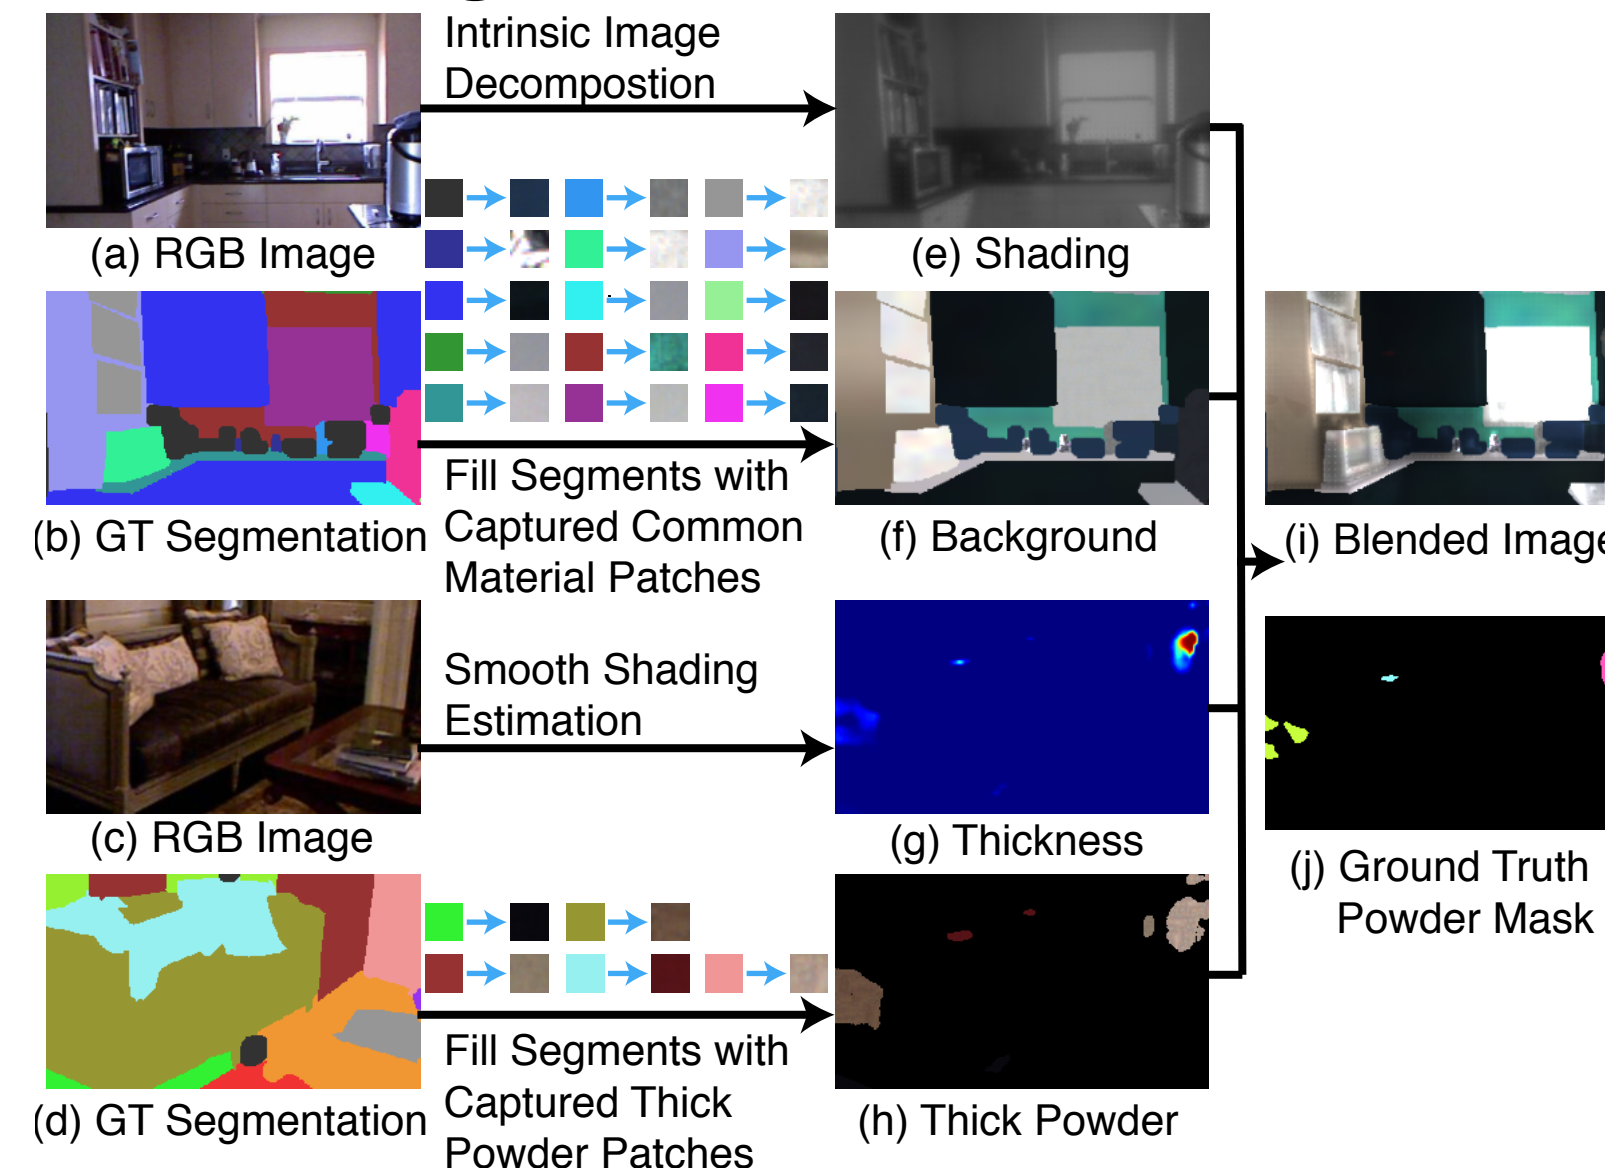 Intrinsic Image
Decompostion
(a) RGB Image
(e) Shading
(b) GT Segmentation
Fill Segments with
Captured Common
Material Patches
(f) Background
(i) Blended Image
(c) RGB Image
Smooth Shading
Estimation
(g) Thickness
(j) Ground Truth
Powder Mask
(d) GT Segmentation
Fill Segments with
Captured Thick
Powder Patches
(h) Thick Powder